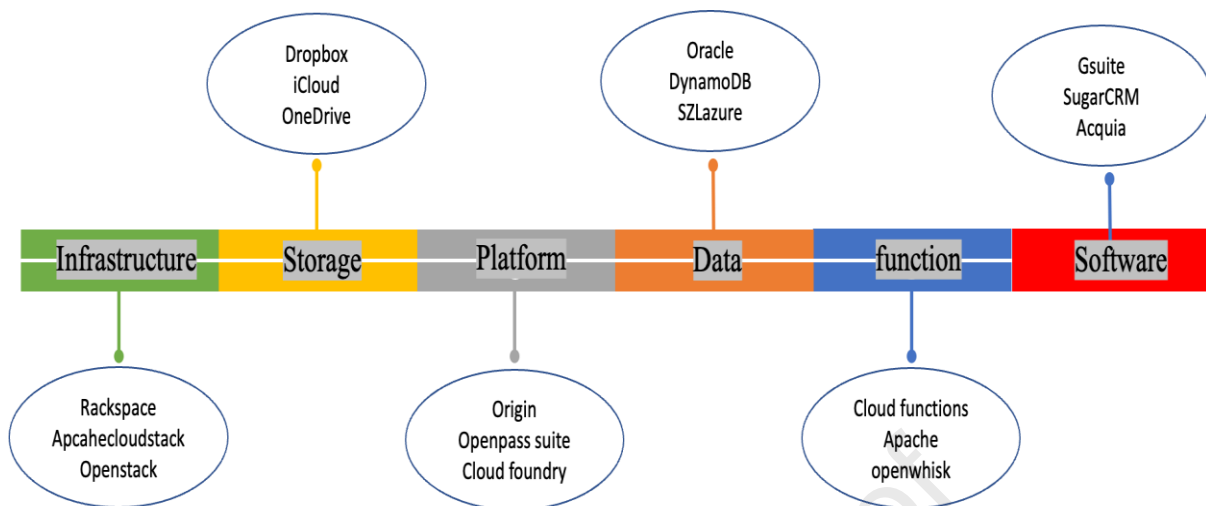 Dropbox
iCloud
OneDrive
Oracle
DynamoDB
SZLazure
Gsuite
SugarCRM
Acquia
Infrastructure
Storage
Platform
Data
function
Software
Rackspace
Apcahecloudstack
Openstack
Origin
Openpass suite
Cloud foundry
Cloud functions
Apache
openwhisk